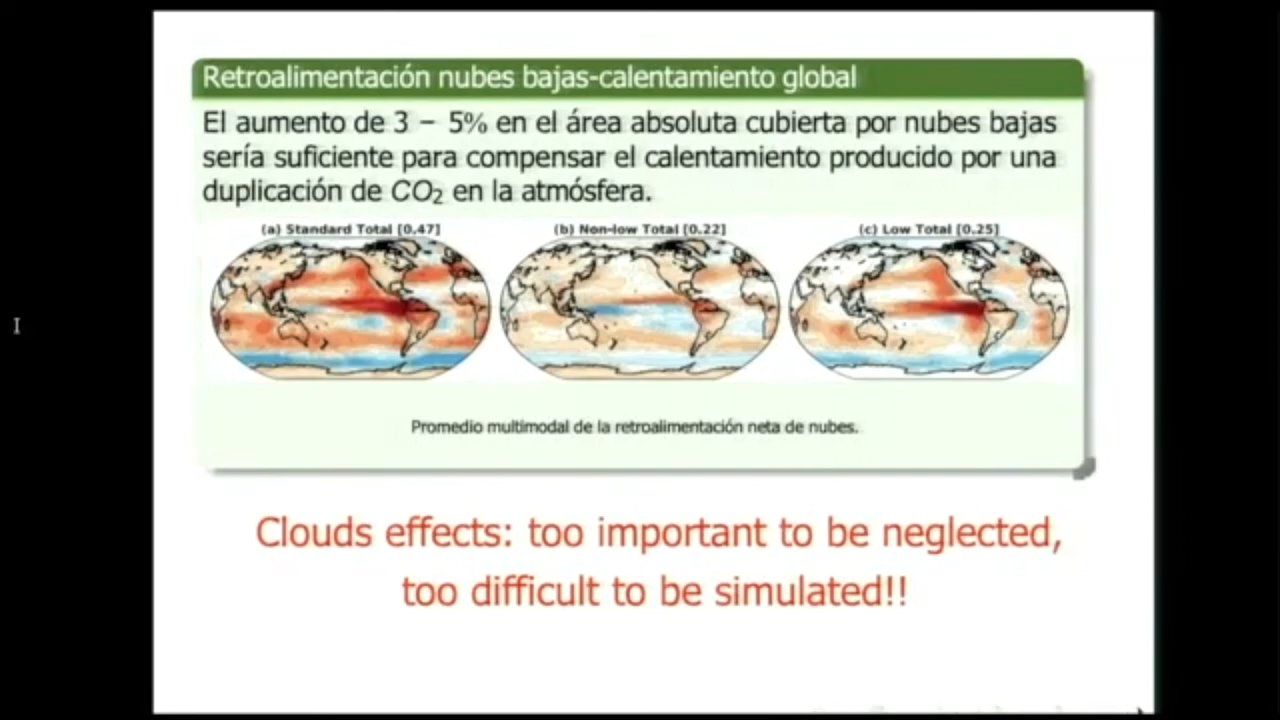 Retroalimentación nubes bajas-calentamiento global
El aumento de 3 − 5% en el área absoluta cubierta por nubes bajas
sería suficiente para compensar el calentamiento producido por una
duplicación de CO₂ en la atmósfera.
(a) Standard Total [0.47]
(b) Non-low Total [0.22]
(c) Low Total [0.25]
Promedio multimodal de la retroalimentación neta de nubes.
Clouds effects: too important to be neglected,
too difficult to be simulated!!